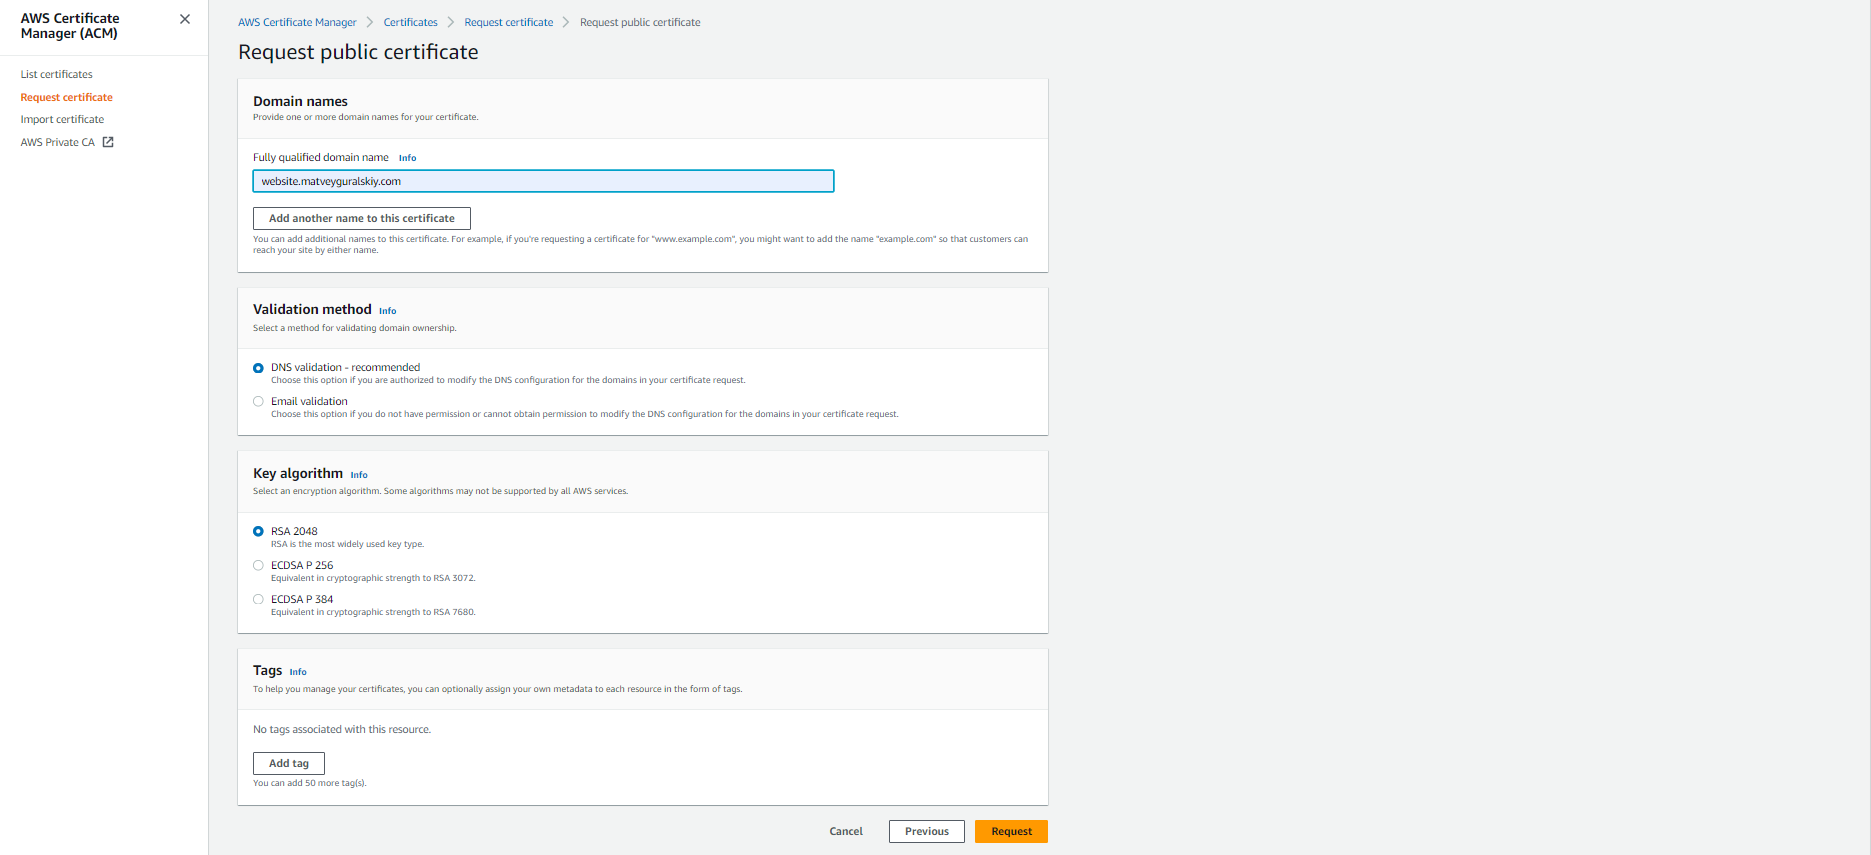 AWS Certificate
Manager (ACM)
List certificates
Request certificate
Import certificate
AWS Private CA
AWS Certificate Manager
Certificates
Request certificate
Request public certificate
Request public certificate
Domain names
Provide one or more domain names for your certificate.
Fully qualified domain name Info
website.matveyguralskiy.com
Add another name to this certificate
You can add additional names to this certificate. For example, if you're requesting a certificate for "www.example.com", you might want to add the name "example.com" so that customers can
reach your site by either name.
Validation method Info
Select a method for validating domain ownership.
DNS validation - recommended
Choose this option if you are authorized to modify the DNS configuration for the domains in your certificate request.
Email validation
Choose this option if you do not have permission or cannot obtain permission to modify the DNS configuration for the domains in your certificate request.
Key algorithm Info
Select an encryption algorithm. Some algorithms may not be supported by all AWS services.
RSA 2048
RSA is the most widely used key type.
ECDSA P 256
Equivalent in cryptographic strength to RSA 3072.
ECDSA P 384
Equivalent in cryptographic strength to RSA 7680.
Tags Info
To help you manage your certificates, you can optionally assign your own metadata to each resource in the form of tags.
No tags associated with this resource.
Add tag
You can add 50 more tag(s).
Cancel
Previous
Request